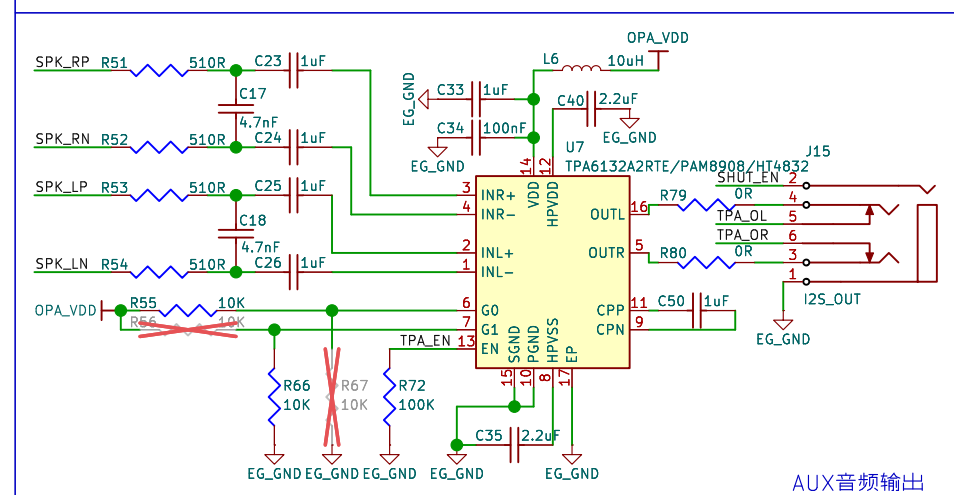 OPA_VDD
L6 10uH
SPK_RP R51 510R C23 1uF
EG_GND C33 1uF
C17
4.7nF
C40 2.2uF
EG_GND
C34 100nF
EG_GND
SPK_RN R52 510R C24 1uF
U7
TPA6132A2RTE/PAM8908/HT4832
J15
SPK_LP R53 510R C25 1uF
C18
4.7nF
SPK_LN R54 510R C26 1uF
14 12
VDD HPVDD
3 INR+
4 INR-
2 INL+
1 INL-
6 G0
7 G1
13 EN
OUTL 16
OUTR 5
CPP 11
CPN 9
SGND PGND HPVSS EP
15 10 8 17
R79 0R
R80 0R
C50 1uF
SHUT_EN 2
4
TPA_OL 5
TPA_OR 6
3
1
I2S_OUT
EG_GND
OPA_VDD R55 10K
R56 10K
TPA_EN
R66
10K
R67
10K
R72
100K
C35 2.2uF
EG_GND EG_GND EG_GND EG_GND EG_GND
AUX音频输出